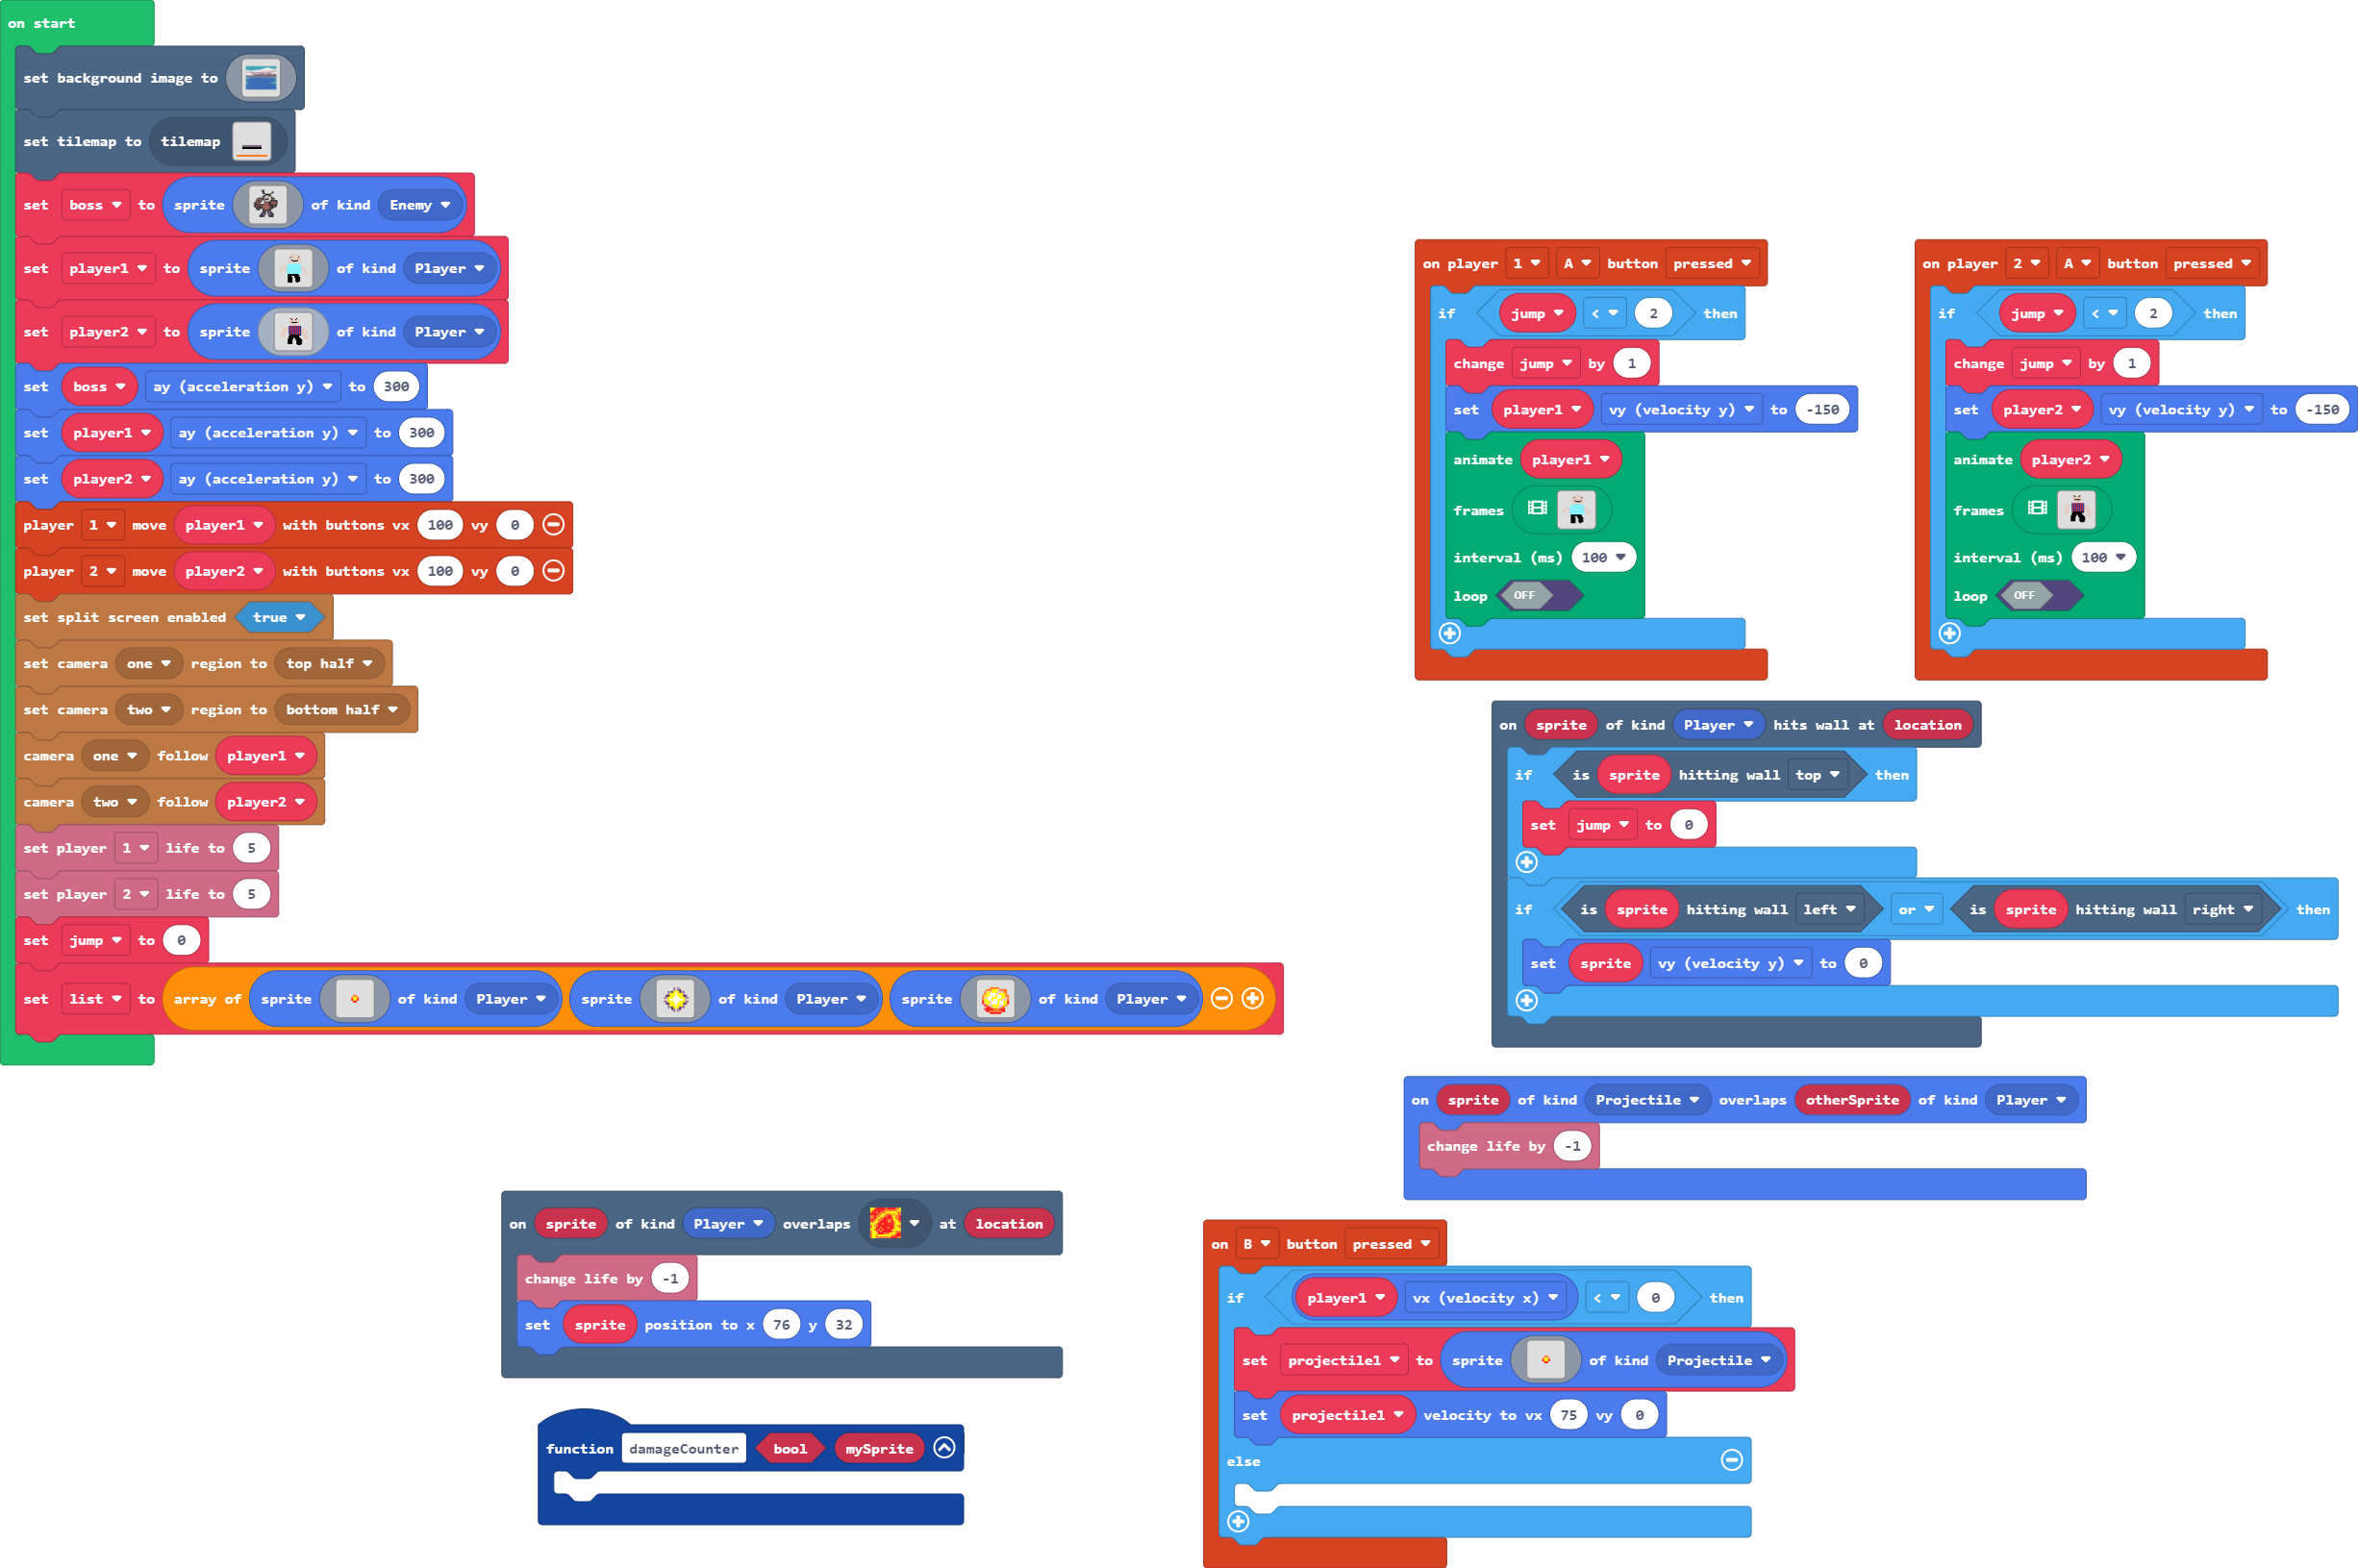 on start
set background image to
set tilemap to tilemap
set boss to sprite of kind Enemy
set player1 to sprite of kind Player
set player2 to sprite of kind Player
set boss ay (acceleration y) to 300
set player1 ay (acceleration y) to 300
set player2 ay (acceleration y) to 300
player 1 move player1 with buttons vx 100 vy 0
player 2 move player2 with buttons vx 100 vy 0
set split screen enabled true
set camera one region to top half
set camera two region to bottom half
camera one follow player1
camera two follow player2
set player 1 life to 5
set player 2 life to 5
set jump to 0
set list to array of sprite of kind Player sprite of kind Player sprite of kind Player
on player 1 A button pressed
if jump < 2 then
change jump by 1
set player1 vy (velocity y) to -150
animate player1
frames
interval (ms) 100
loop OFF
on player 2 A button pressed
if jump < 2 then
change jump by 1
set player2 vy (velocity y) to -150
animate player2
frames
interval (ms) 100
loop OFF
on sprite of kind Player hits wall at location
if is sprite hitting wall top then
set jump to 0
if is sprite hitting wall left or is sprite hitting wall right then
set sprite vy (velocity y) to 0
on sprite of kind Projectile overlaps otherSprite of kind Player
change life by -1
on sprite of kind Player overlaps at location
change life by -1
set sprite position to x 76 y 32
function damageCounter bool mySprite
on B button pressed
if player1 vx (velocity x) < 0 then
set projectile1 to sprite of kind Projectile
set projectile1 velocity to vx 75 vy 0
else